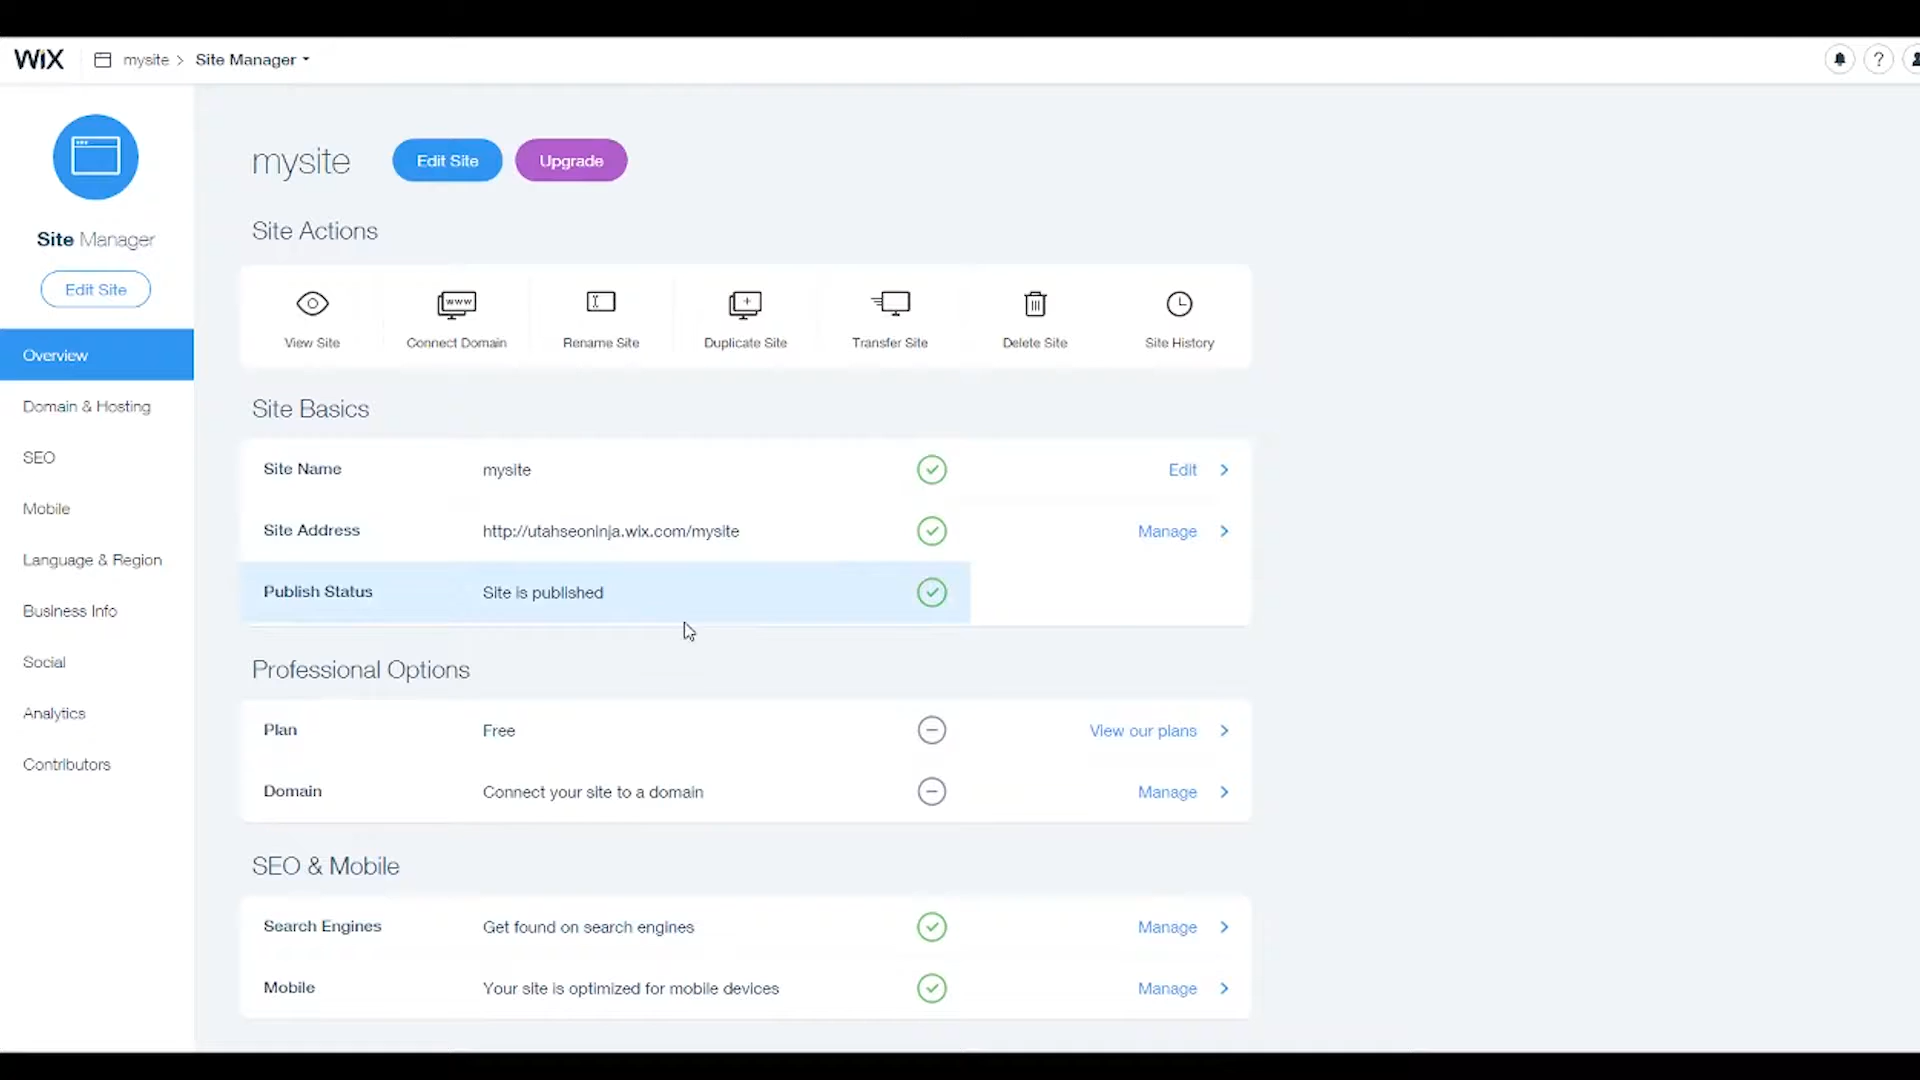 WiX mysite > Site Manager
?
Site Manager
Edit Site
Overview
Domain & Hosting
SEO
Mobile
Language & Region
Business Info
Social
Analytics
Contributors
mysite Edit Site Upgrade
Site Actions
www
View Site Connect Domain Rename Site Duplicate Site Transfer Site Delete Site Site History
Site Basics
Site Name mysite Edit >
Site Address http://utahseoninja.wix.com/mysite Manage >
Publish Status Site is published
Professional Options
Plan Free View our plans >
Domain Connect your site to a domain Manage >
SEO & Mobile
Search Engines Get found on search engines Manage >
Mobile Your site is optimized for mobile devices Manage >